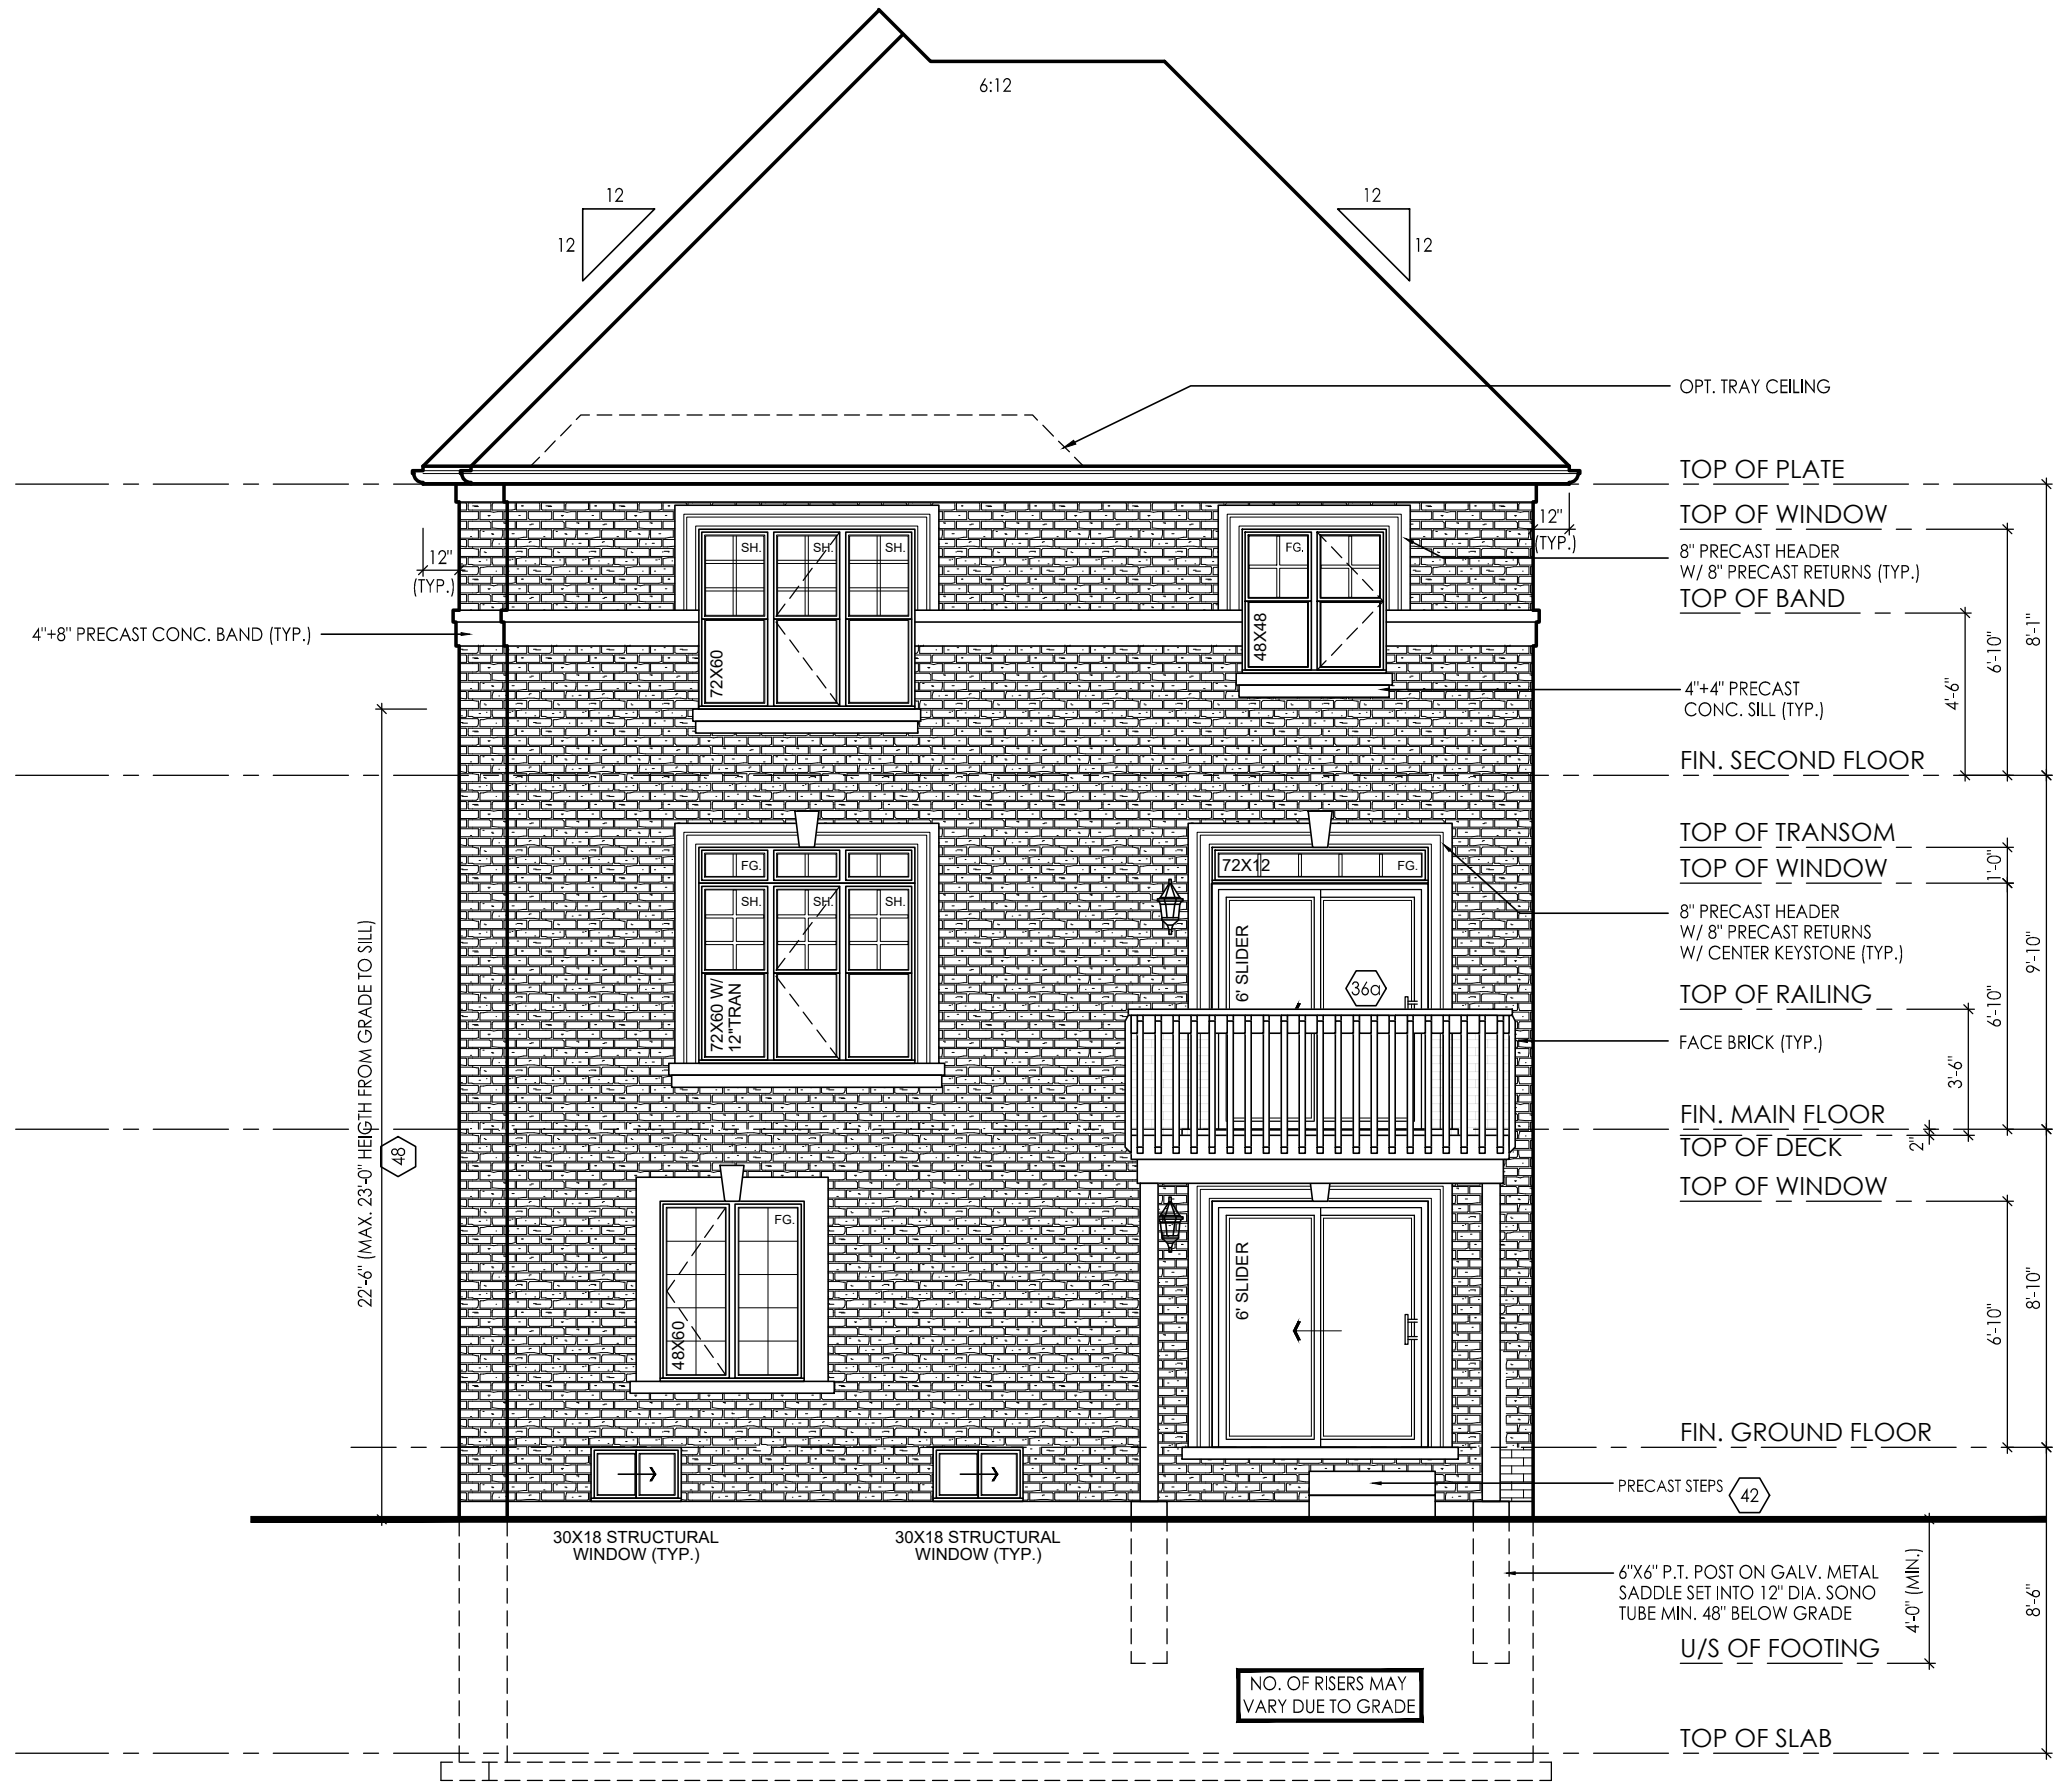 6:12
12
12
12
12
OPT. TRAY CEILING
TOP OF PLATE
TOP OF WINDOW
12"
(TYP.)
12"
(TYP.)
8" PRECAST HEADER
W/ 8" PRECAST RETURNS (TYP.)
TOP OF BAND
4"+8" PRECAST CONC. BAND (TYP.)
SH.
SH.
SH.
72X60
FG.
48X48
4"+4" PRECAST
CONC. SILL (TYP.)
4'-6"
6'-10"
8'-1"
FIN. SECOND FLOOR
TOP OF TRANSOM
TOP OF WINDOW
1'-0"
FG.
SH.
SH.
SH.
72X60 W/
12"TRAN
72X12
FG.
6' SLIDER
36a
8" PRECAST HEADER
W/ 8" PRECAST RETURNS
W/ CENTER KEYSTONE (TYP.)
TOP OF RAILING
FACE BRICK (TYP.)
3'-6"
6'-10"
9'-10"
FIN. MAIN FLOOR
TOP OF DECK
2"
TOP OF WINDOW
22'-6" (MAX. 23'-0" HEIGTH FROM GRADE TO SILL)
48
FG.
48X60
6' SLIDER
6'-10"
8'-10"
FIN. GROUND FLOOR
PRECAST STEPS
42
30X18 STRUCTURAL
WINDOW (TYP.)
30X18 STRUCTURAL
WINDOW (TYP.)
6"X6" P.T. POST ON GALV. METAL
SADDLE SET INTO 12" DIA. SONO
TUBE MIN. 48" BELOW GRADE
4'-0" (MIN.)
8'-6"
U/S OF FOOTING
NO. OF RISERS MAY
VARY DUE TO GRADE
TOP OF SLAB